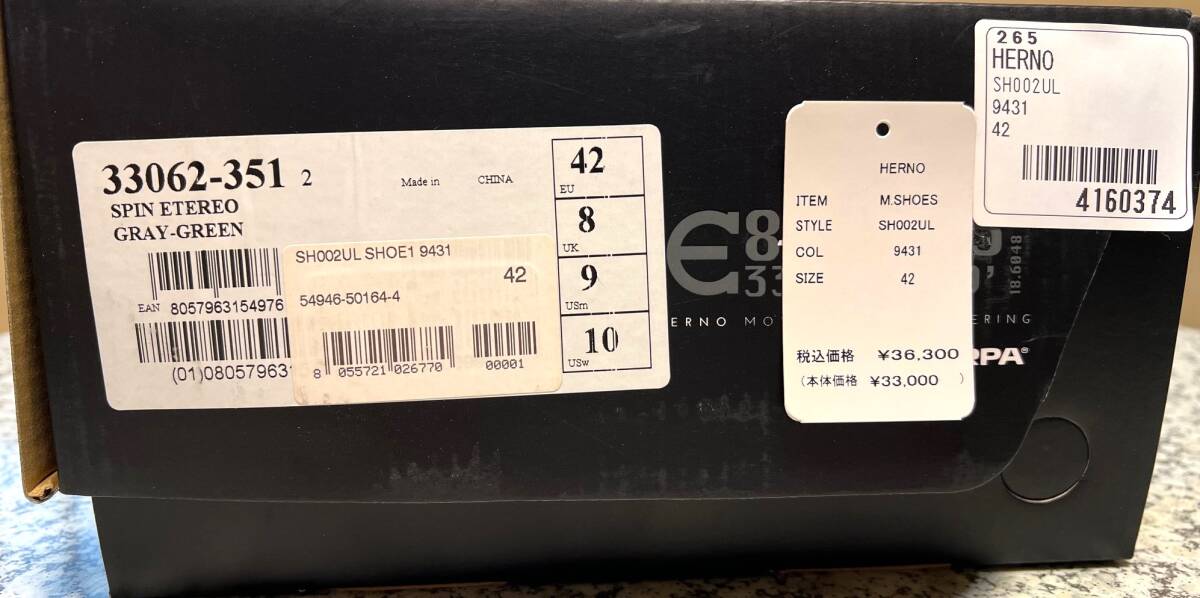 33062-351 2
Made in CHINA
SPIN ETEREO
GRAY-GREEN
EAN 8057963154976
(01)080579631
42
EU
8
UK
9
USm
10
USw
SH002UL SHOE1 9431
42
54946-50164-4
8 055721 026770 00001
HERNO
ITEM M.SHOES
STYLE SH002UL
COL 9431
SIZE 42
税込価格 ¥36,300
(本体価格 ¥33,000 )
265
HERNO
SH002UL
9431
42
4160374
18.6048
ERNO MO
ERING
RPA®